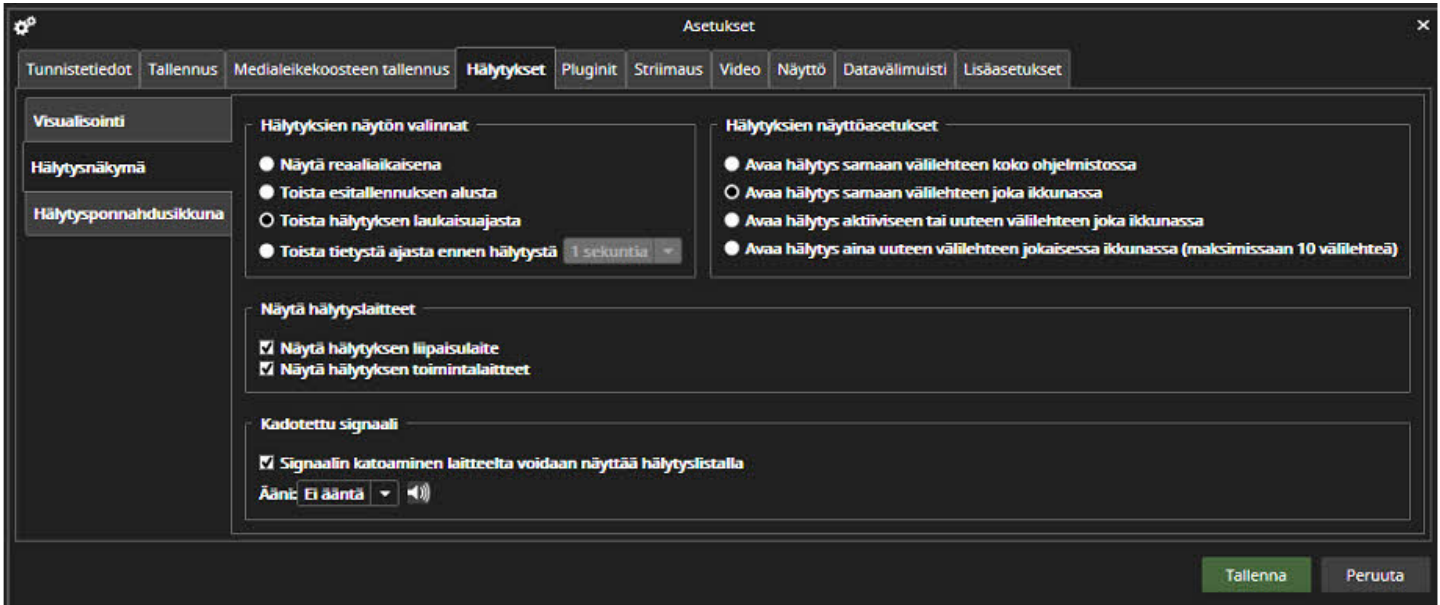 Asetukset
Tunnistetiedot Tallennus Medialeikekoosteen tallennus Hälytykset Pluginit Striimaus Video Näyttö Datavälimuisti Lisäasetukset
Visualisointi
Hälytysnäkymä
Hälytysponnahdusikkuna
Hälytyksien näytön valinnat
Näytä reaaliaikaisena
Toista esitallennuksen alusta
Toista hälytyksen laukaisuajasta
Toista tietystä ajasta ennen hälytystä 1 sekuntia
Hälytyksien näyttöasetukset
Avaa hälytys samaan välilehteen koko ohjelmistossa
Avaa hälytys samaan välilehteen joka ikkunassa
Avaa hälytys aktiiviseen tai uuteen välilehteen joka ikkunassa
Avaa hälytys aina uuteen välilehteen jokaisessa ikkunassa (maksimissaan 10 välilehteä)
Näytä hälytyslaitteet
Näytä hälytyksen liipaisulaite
Näytä hälytyksen toimintalaitteet
Kadotettu signaali
Signaalin katoaminen laitteelta voidaan näyttää hälytyslistalla
Ääni: Ei ääntä
Tallenna Peruuta